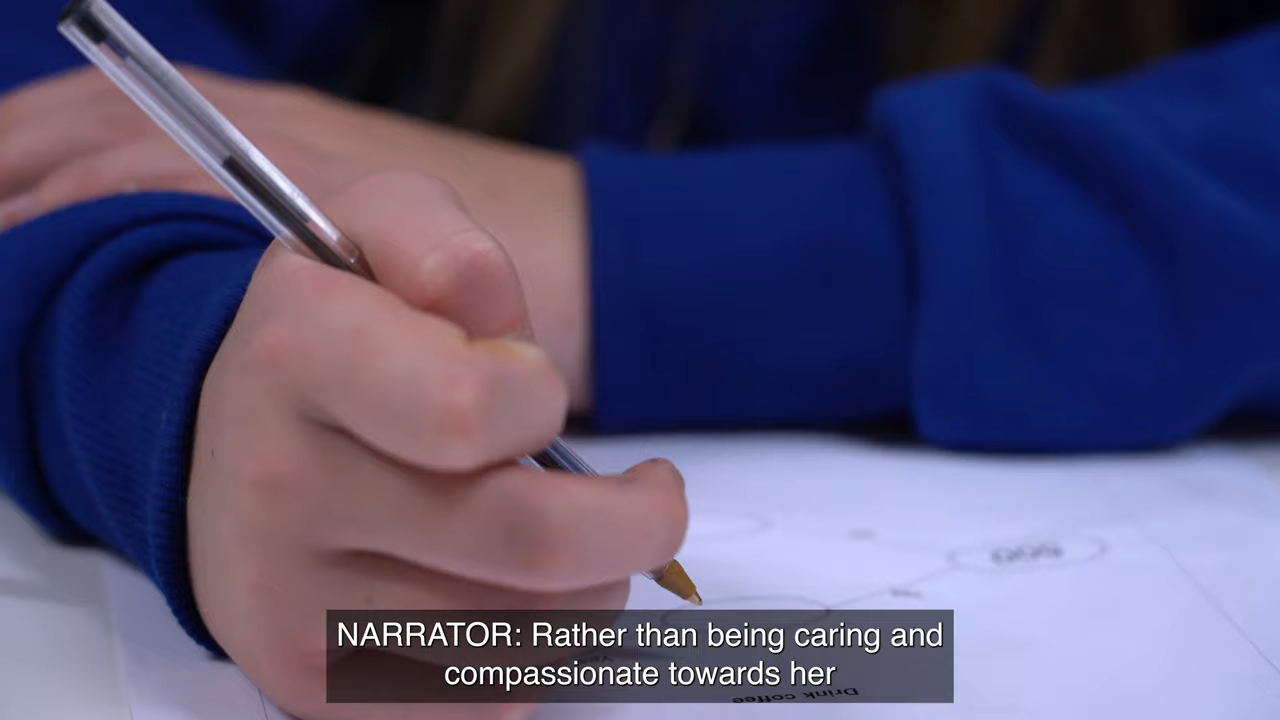 NARRATOR: Rather than being caring and
compassionate towards her
Drink coffee